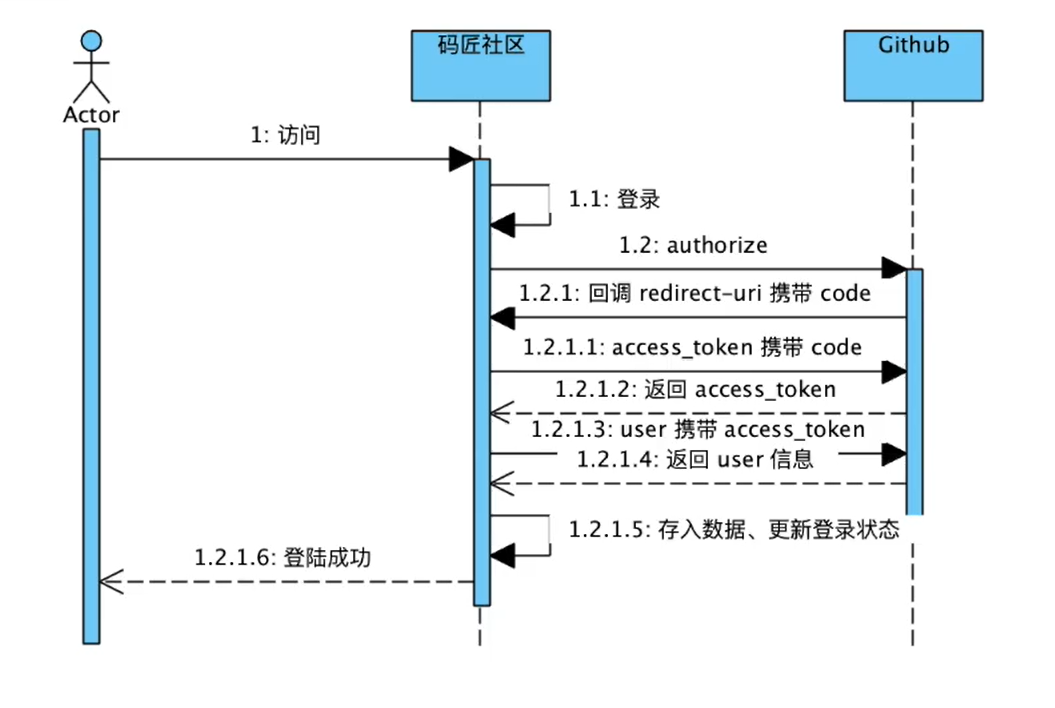 码匠社区
Github
Actor
1: 访问
1.1: 登录
1.2: authorize
1.2.1: 回调 redirect-uri 携带 code
1.2.1.1: access_token 携带 code
1.2.1.2: 返回 access_token
1.2.1.3: user 携带 access_token
1.2.1.4: 返回 user 信息
1.2.1.5: 存入数据、更新登录状态
1.2.1.6: 登陆成功